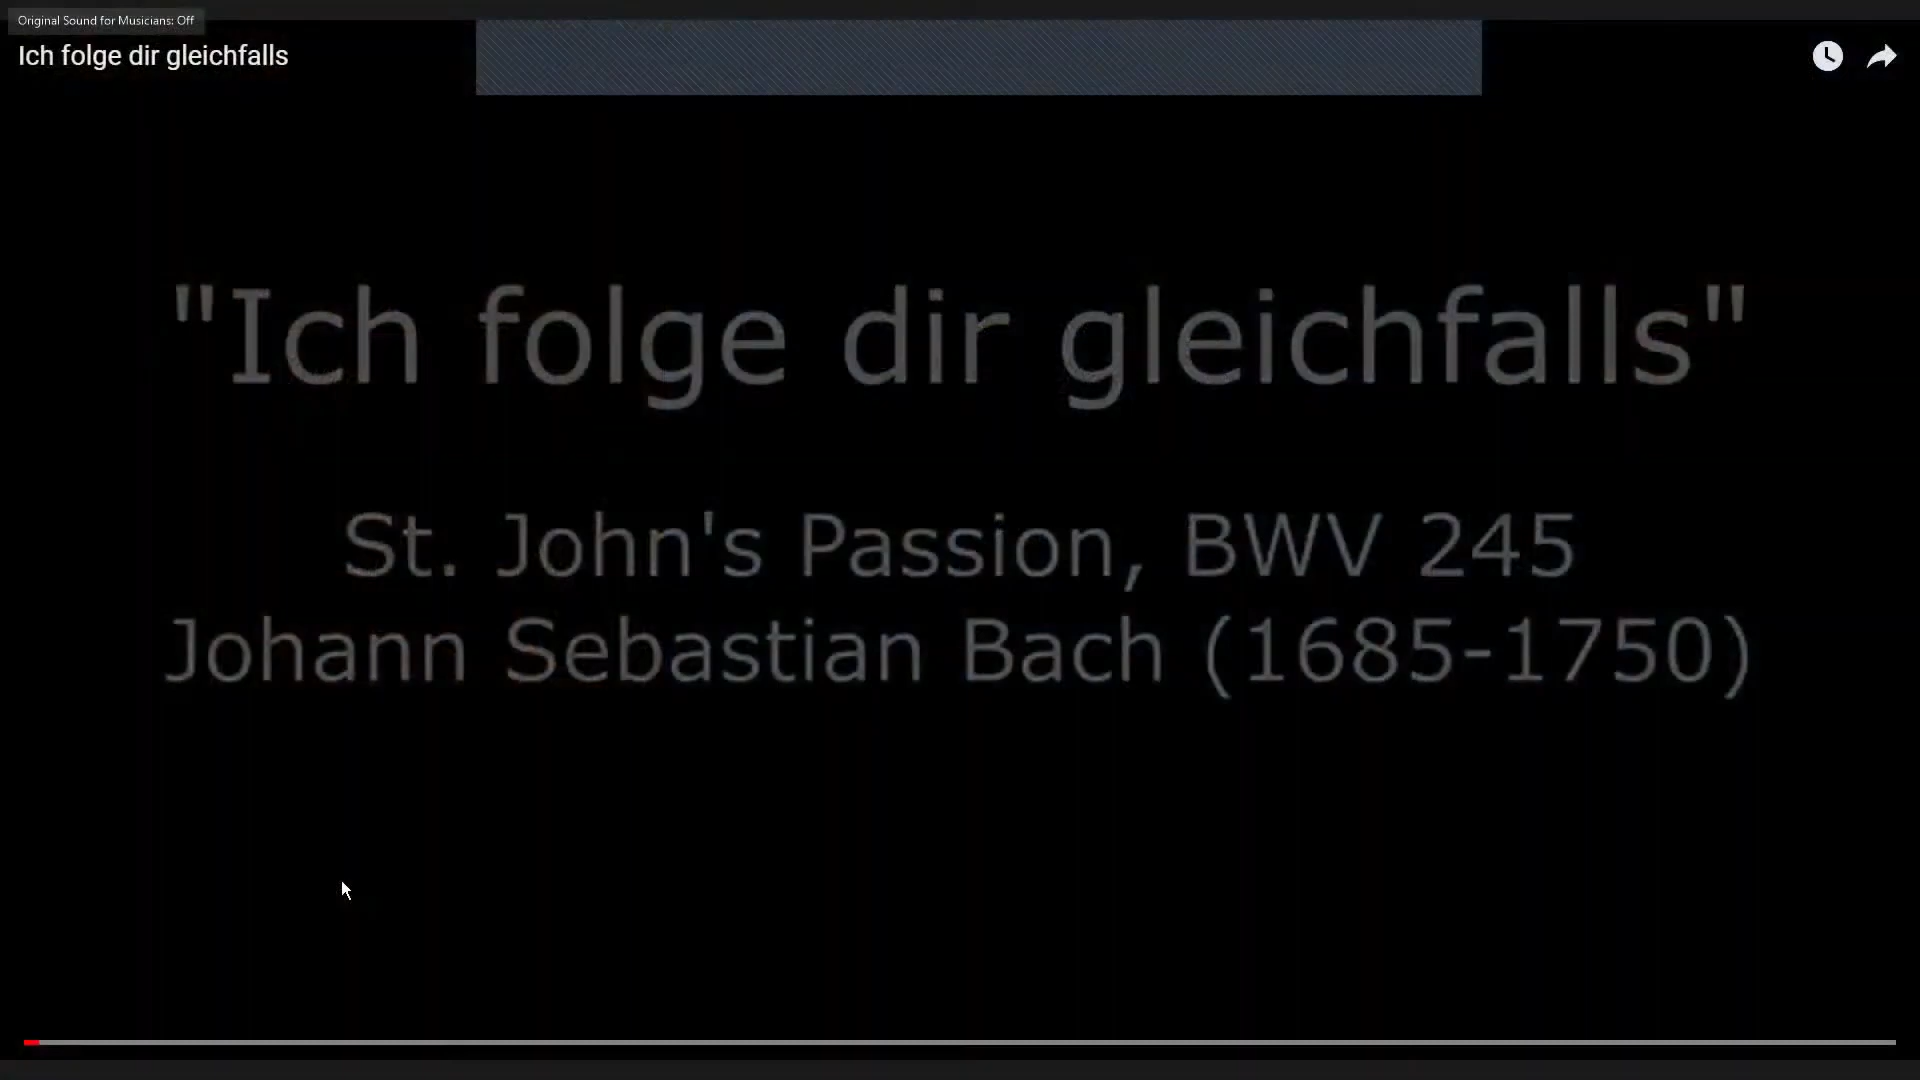 Original Sound for Musicians: Off
Ich folge dir gleichfalls
"Ich folge dir gleichfalls"
St. John's Passion, BWV 245
Johann Sebastian Bach (1685-1750)